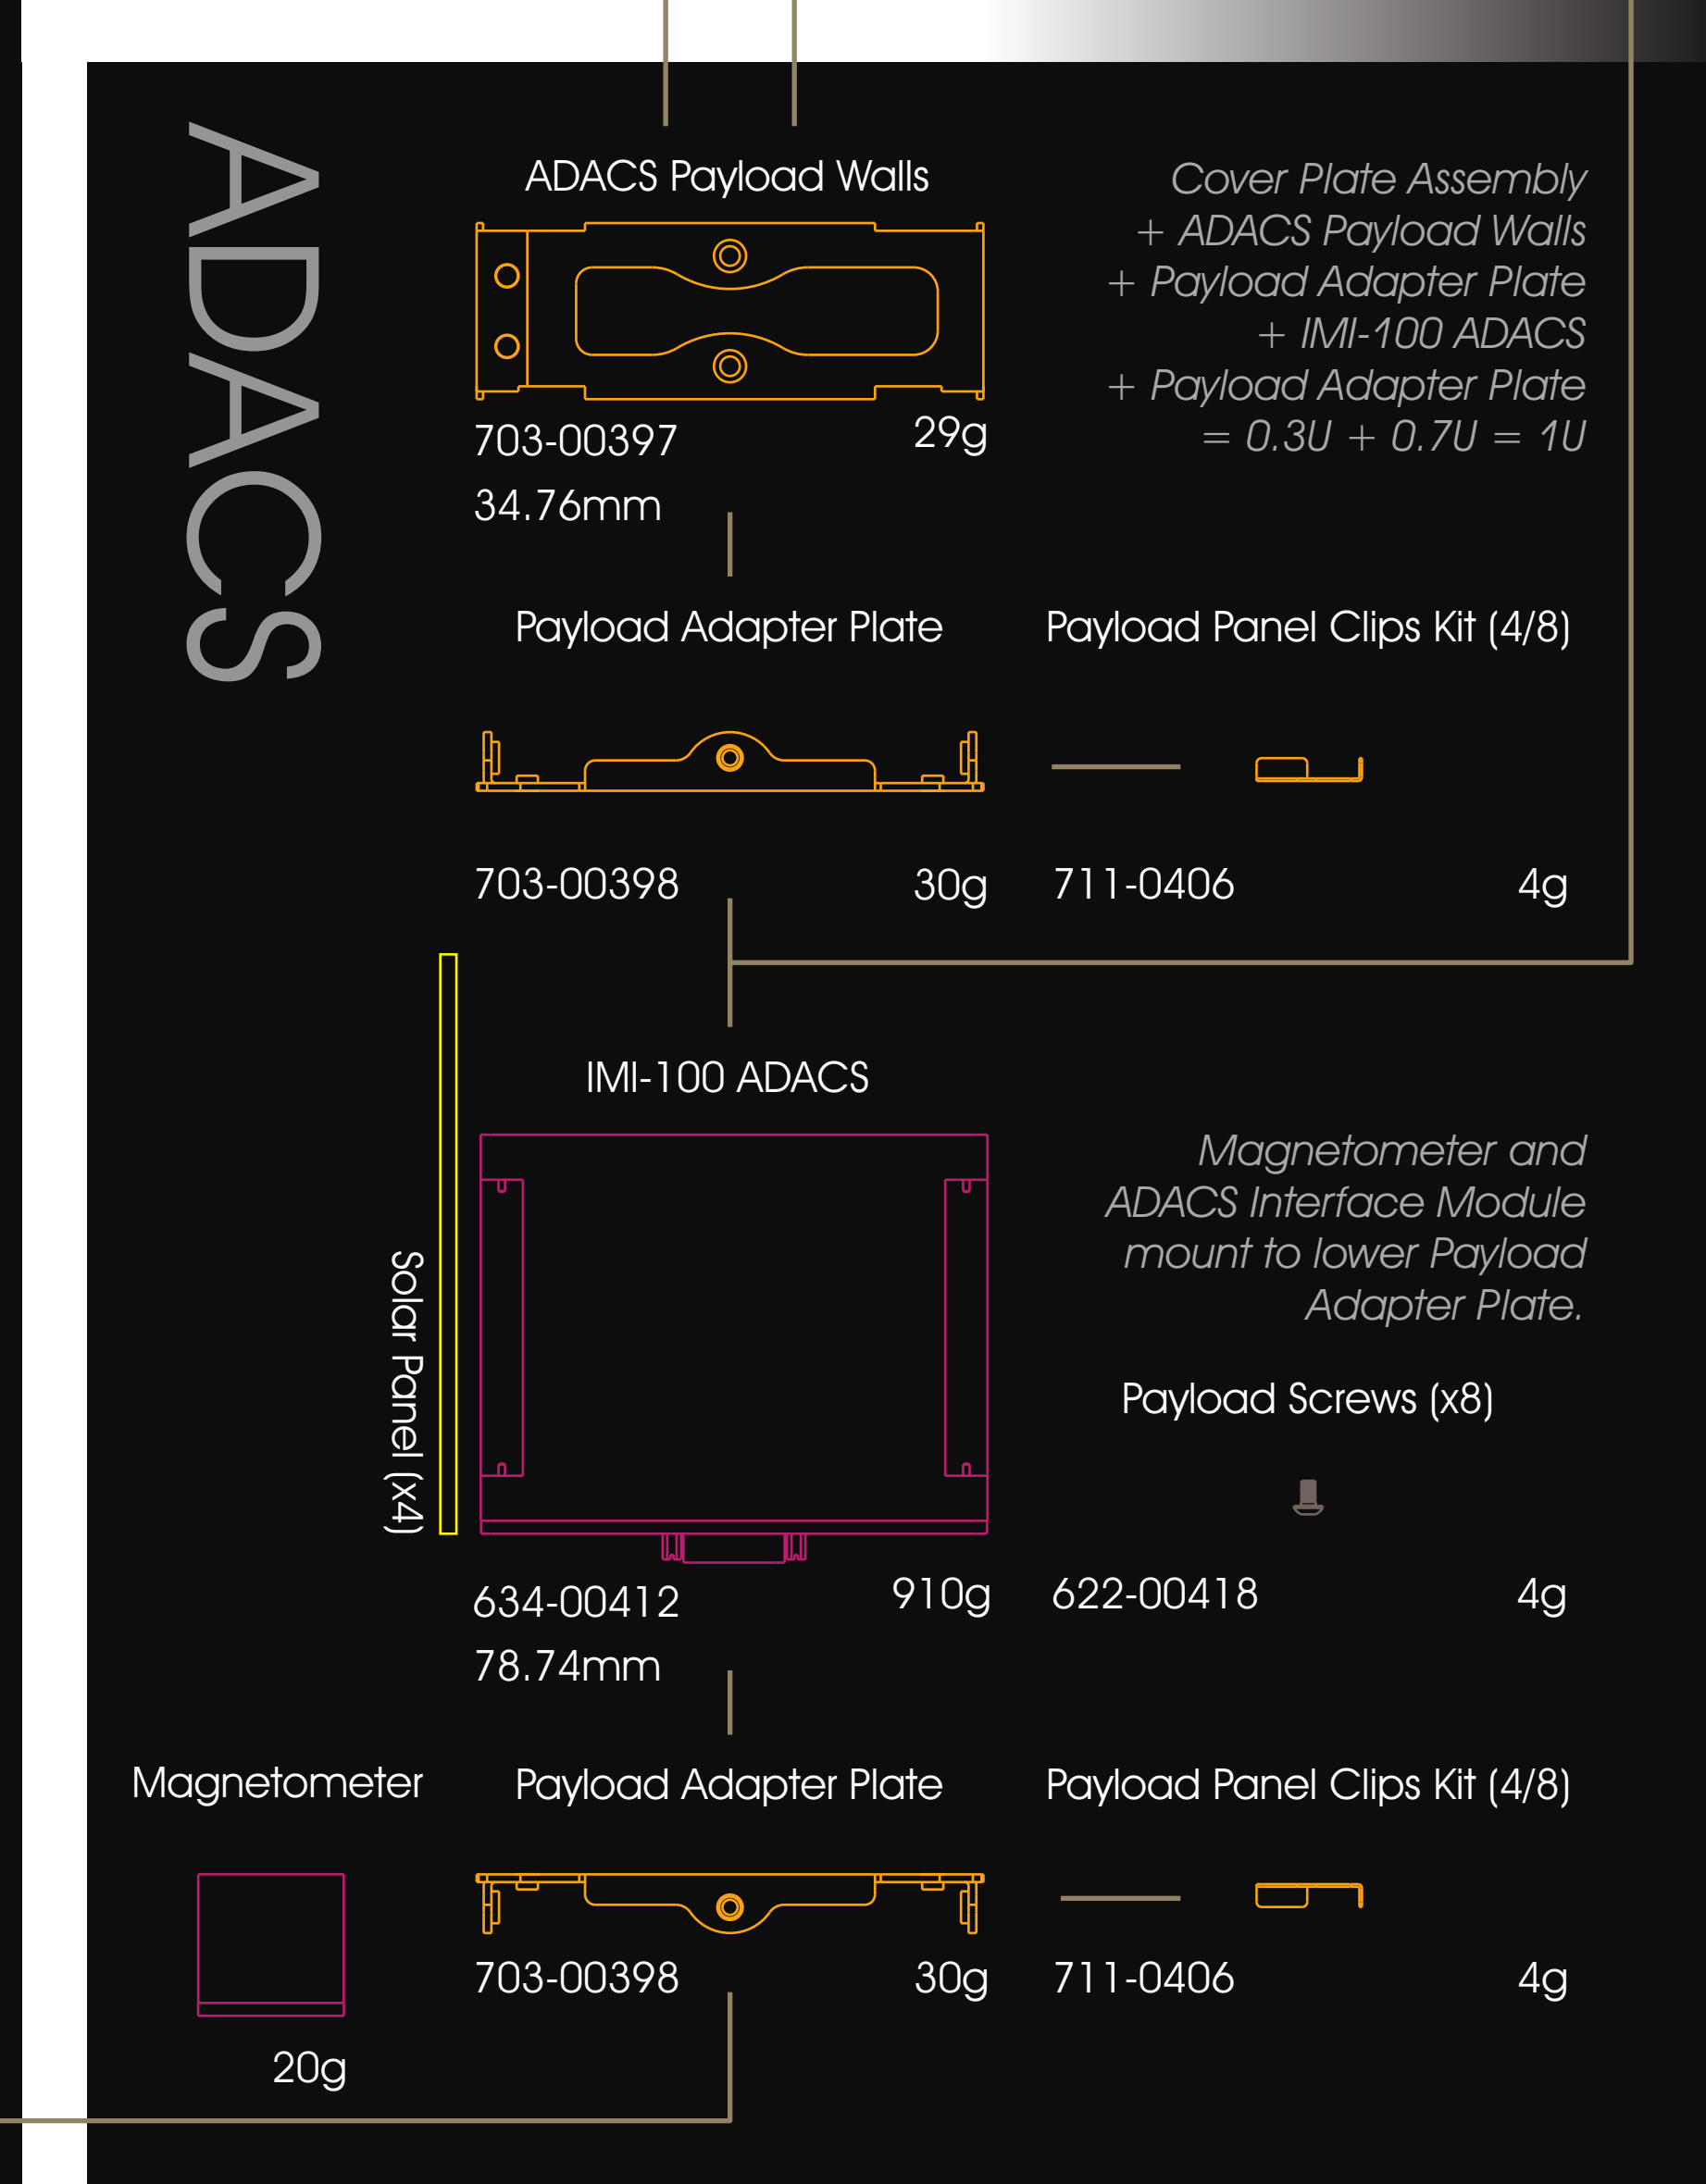 ADACS
ADACS Payload Walls
703-00397
29g
34.76mm
Cover Plate Assembly
+ ADACS Payload Walls
+ Payload Adapter Plate
+ IMI-100 ADACS
+ Payload Adapter Plate
= 0.3U + 0.7U = 1U
Payload Adapter Plate
703-00398
30g
Payload Panel Clips Kit (4/8)
711-0406
4g
Solar Panel (x4)
IMI-100 ADACS
634-00412
910g
78.74mm
Magnetometer and
ADACS Interface Module
mount to lower Payload
Adapter Plate.
Payload Screws (x8)
622-00418
4g
Magnetometer
20g
Payload Adapter Plate
703-00398
30g
Payload Panel Clips Kit (4/8)
711-0406
4g